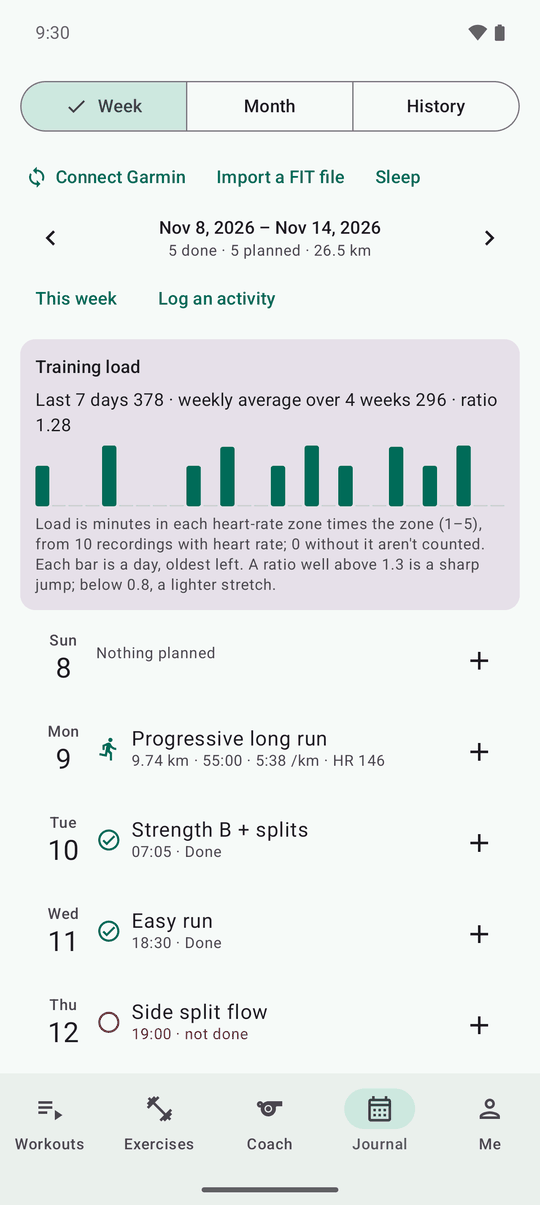 9:30
Week
Month
History
Connect Garmin
Import a FIT file
Sleep
Nov 8, 2026 – Nov 14, 2026
5 done · 5 planned · 26.5 km
This week
Log an activity
Training load
Last 7 days 378 · weekly average over 4 weeks 296 · ratio
1.28
Load is minutes in each heart-rate zone times the zone (1–5),
from 10 recordings with heart rate; 0 without it aren't counted.
Each bar is a day, oldest left. A ratio well above 1.3 is a sharp
jump; below 0.8, a lighter stretch.
Sun
8
Nothing planned
Mon
9
Progressive long run
9.74 km · 55:00 · 5:38 /km · HR 146
Tue
10
Strength B + splits
07:05 · Done
Wed
11
Easy run
18:30 · Done
Thu
12
Side split flow
19:00 · not done
Workouts
Exercises
Coach
Journal
Me